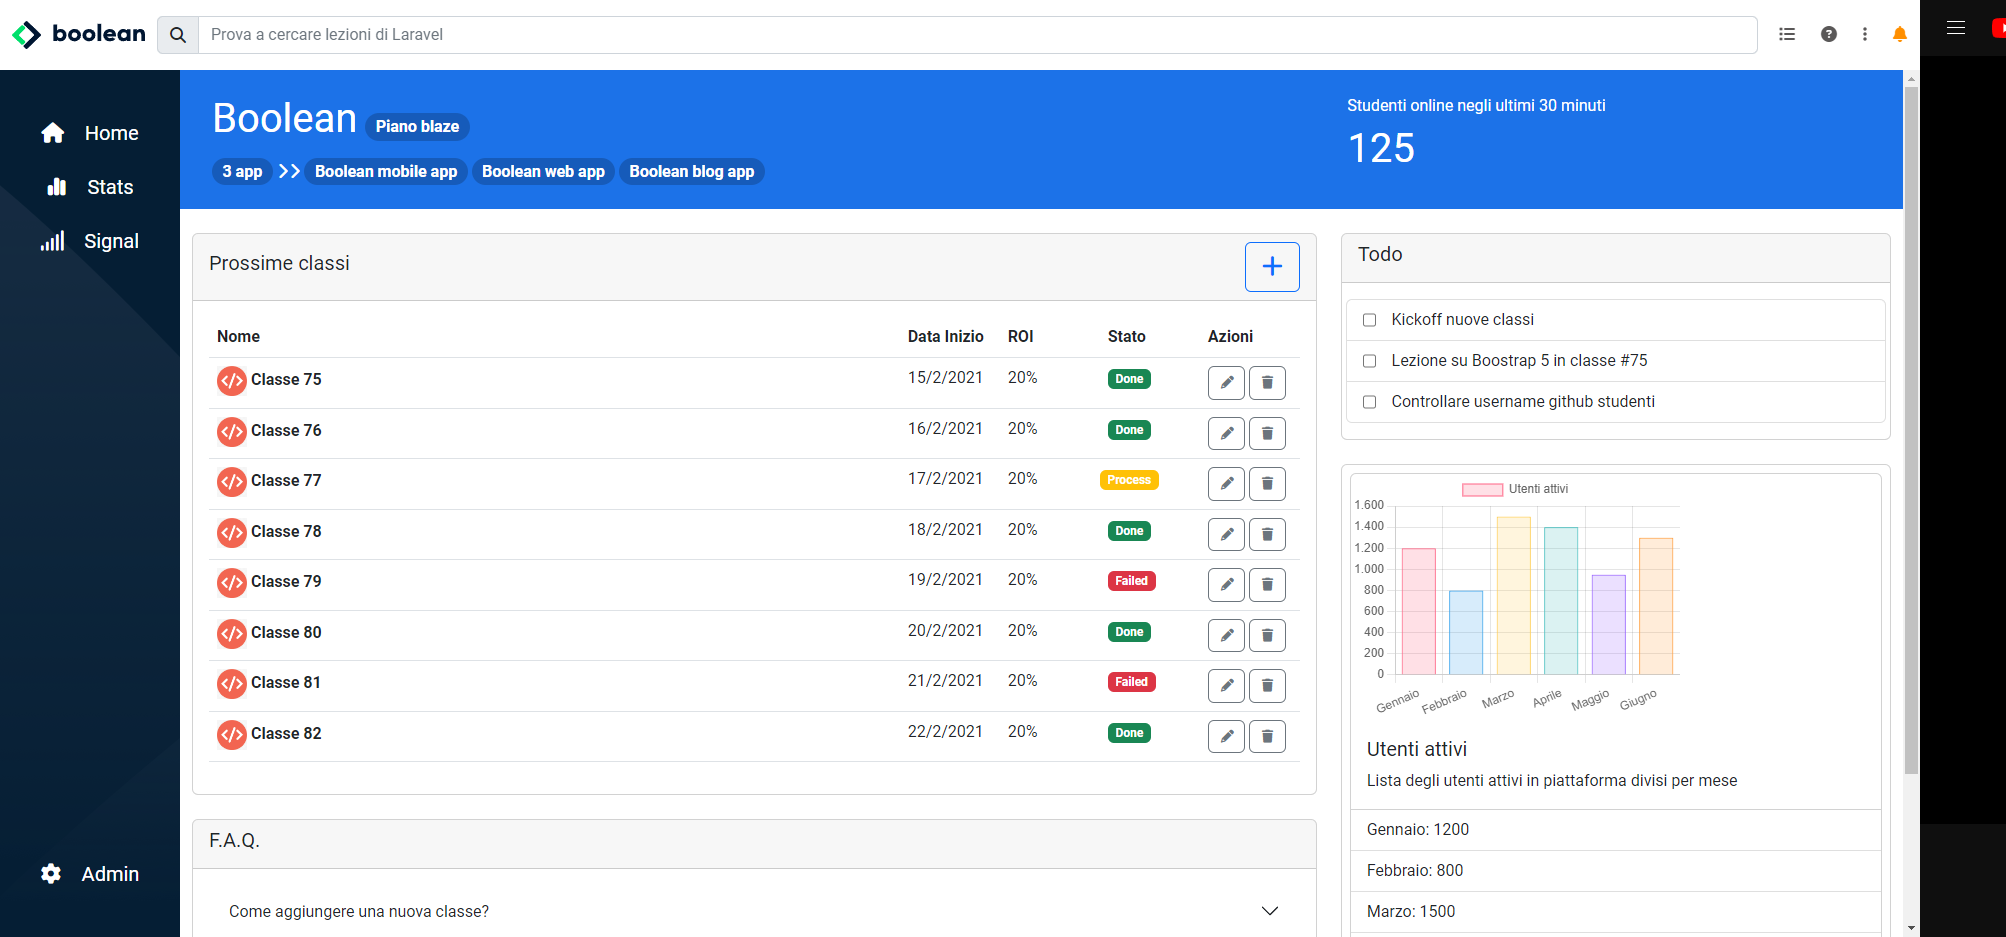 boolean
Prova a cercare lezioni di Laravel
Home
Stats
Signal
Admin
Boolean Piano blaze
3 app Boolean mobile app Boolean web app Boolean blog app
Studenti online negli ultimi 30 minuti
125
Prossime classi
Nome Data Inizio ROI Stato Azioni
Classe 75 15/2/2021 20% Done
Classe 76 16/2/2021 20% Done
Classe 77 17/2/2021 20% Process
Classe 78 18/2/2021 20% Done
Classe 79 19/2/2021 20% Failed
Classe 80 20/2/2021 20% Done
Classe 81 21/2/2021 20% Failed
Classe 82 22/2/2021 20% Done
F.A.Q.
Come aggiungere una nuova classe?
Todo
Kickoff nuove classi
Lezione su Boostrap 5 in classe #75
Controllare username github studenti
Utenti attivi
1.600
1.400
1.200
1.000
800
600
400
200
0
Gennaio Febbraio Marzo Aprile Maggio Giugno
Utenti attivi
Lista degli utenti attivi in piattaforma divisi per mese
Gennaio: 1200
Febbraio: 800
Marzo: 1500